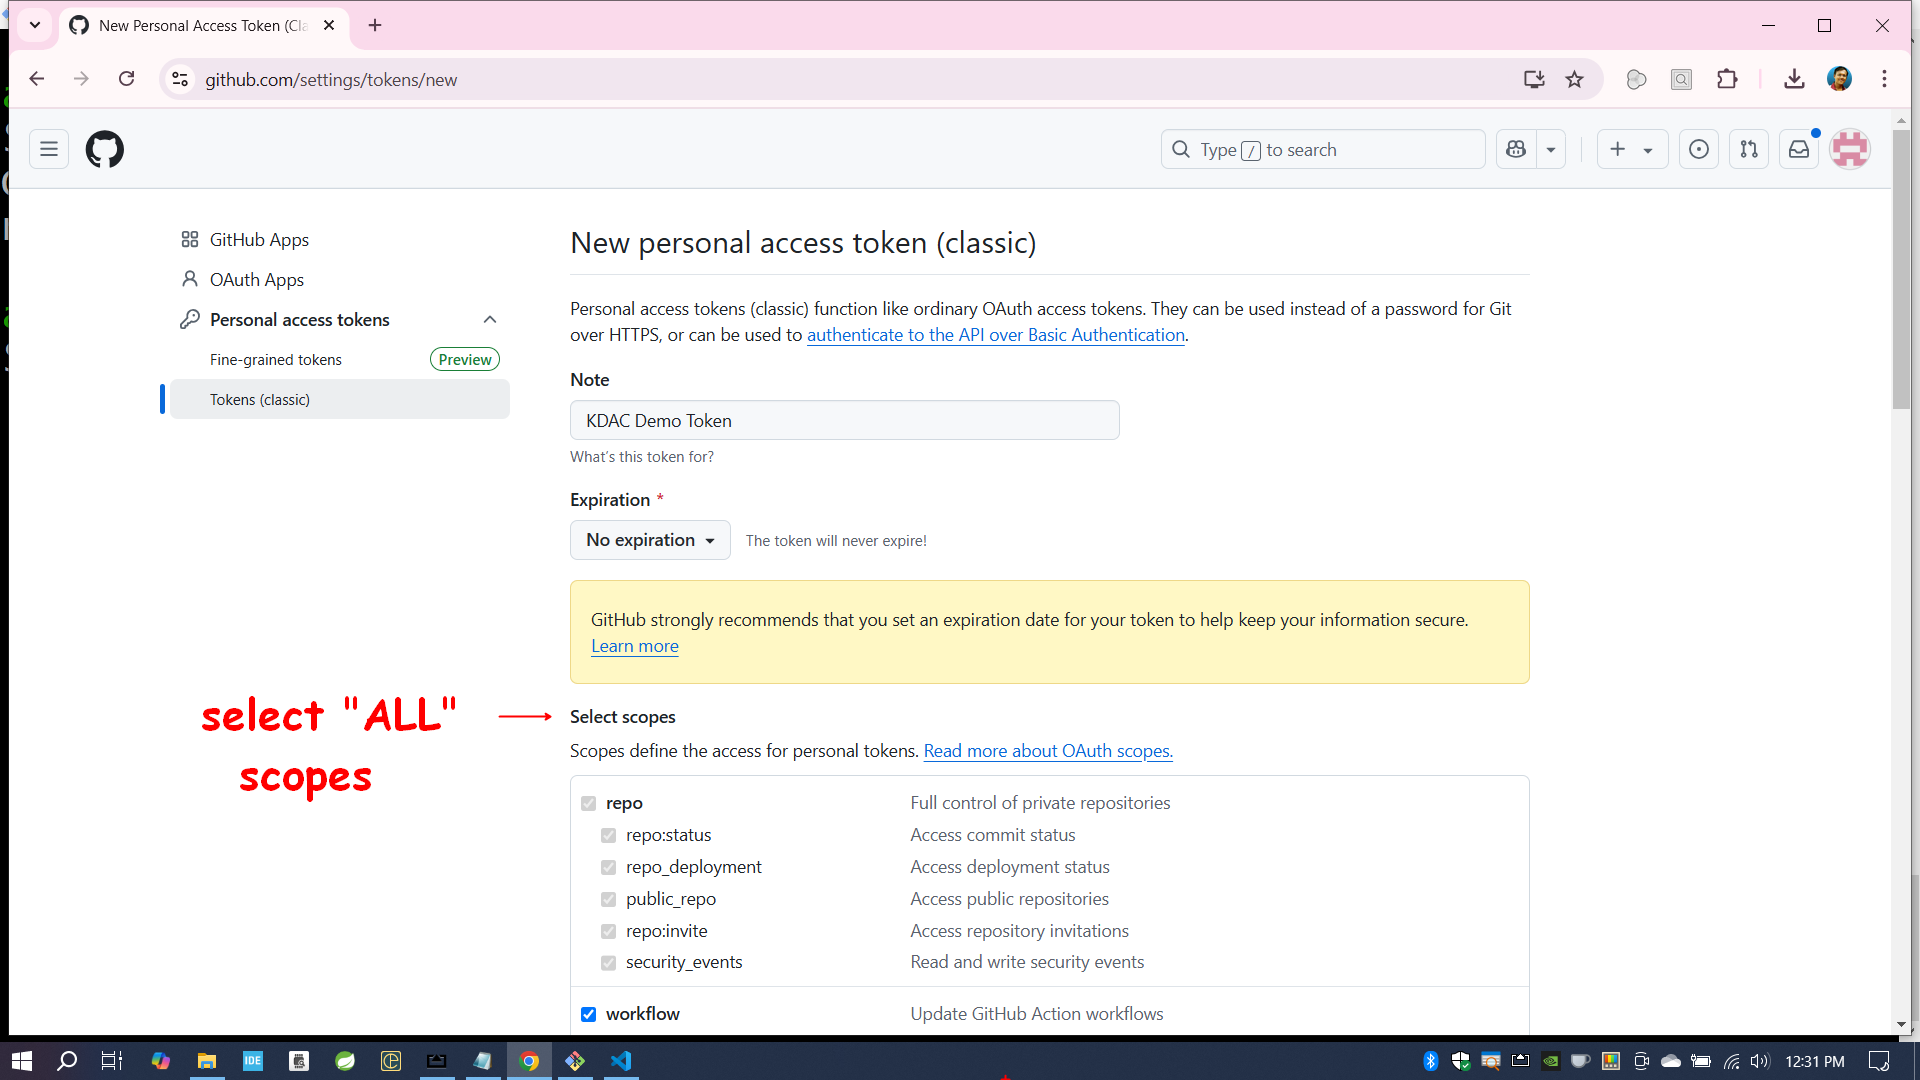 New Personal Access Token (Cla
github.com/settings/tokens/new
Type / to search
GitHub Apps
OAuth Apps
Personal access tokens
Fine-grained tokens Preview
Tokens (classic)
New personal access token (classic)
Personal access tokens (classic) function like ordinary OAuth access tokens. They can be used instead of a password for Git
over HTTPS, or can be used to authenticate to the API over Basic Authentication.
Note
KDAC Demo Token
What's this token for?
Expiration *
No expiration The token will never expire!
GitHub strongly recommends that you set an expiration date for your token to help keep your information secure.
Learn more
select "ALL"
scopes
Select scopes
Scopes define the access for personal tokens. Read more about OAuth scopes.
repo Full control of private repositories
repo:status Access commit status
repo_deployment Access deployment status
public_repo Access public repositories
repo:invite Access repository invitations
security_events Read and write security events
workflow Update GitHub Action workflows
IDE
12:31 PM